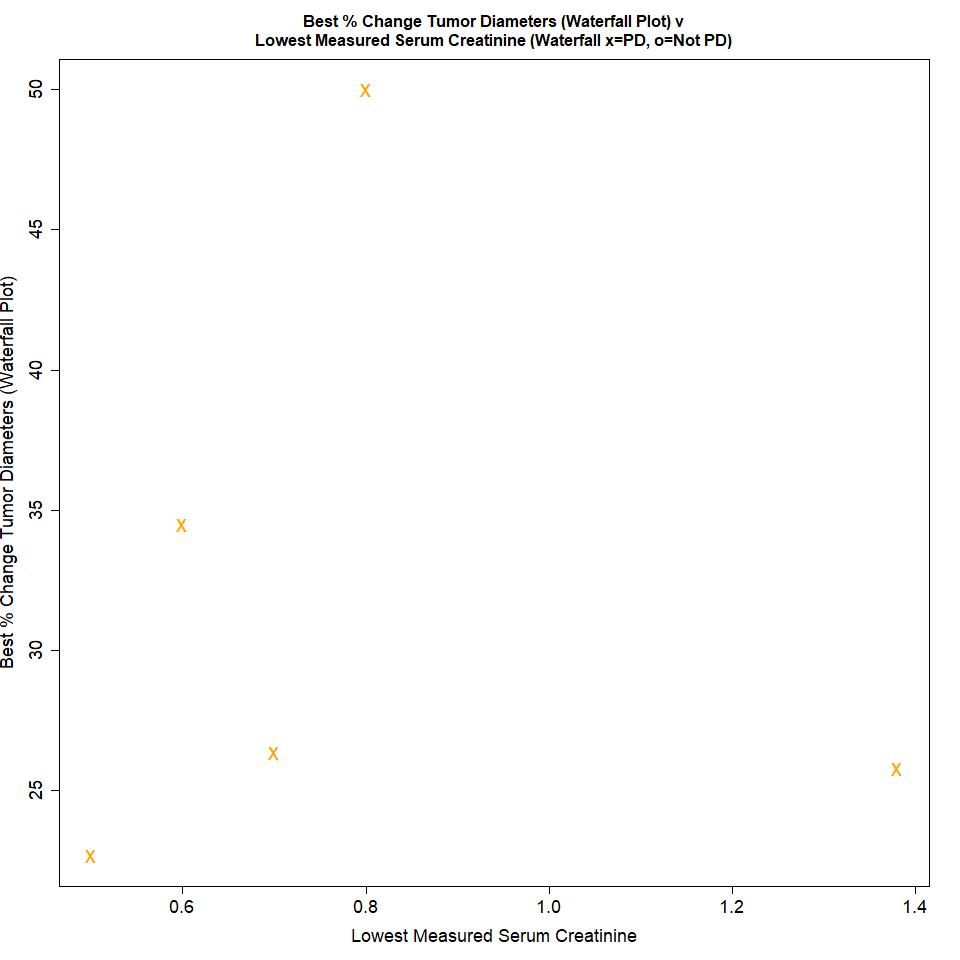 Best % Change Tumor Diameters (Waterfall Plot) v
Lowest Measured Serum Creatinine (Waterfall x=PD, o=Not PD)
Best % Change Tumor Diameters (Waterfall Plot)
50
45
40
35
30
25
X
X
X
X
X
0.6
0.8
1.0
1.2
1.4
Lowest Measured Serum Creatinine